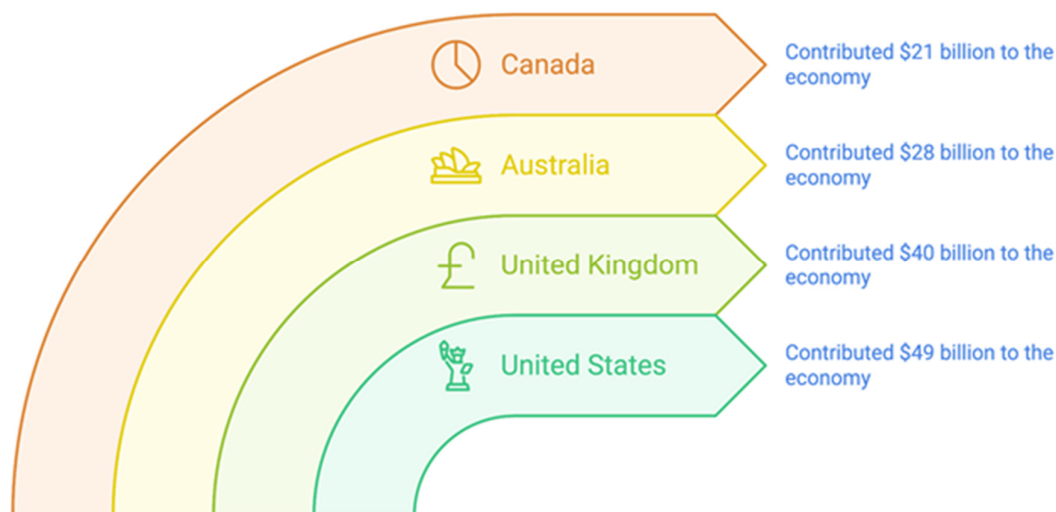 Canada
Contributed $21 billion to the
economy
Australia
Contributed $28 billion to the
economy
United Kingdom
Contributed $40 billion to the
economy
United States
Contributed $49 billion to the
economy